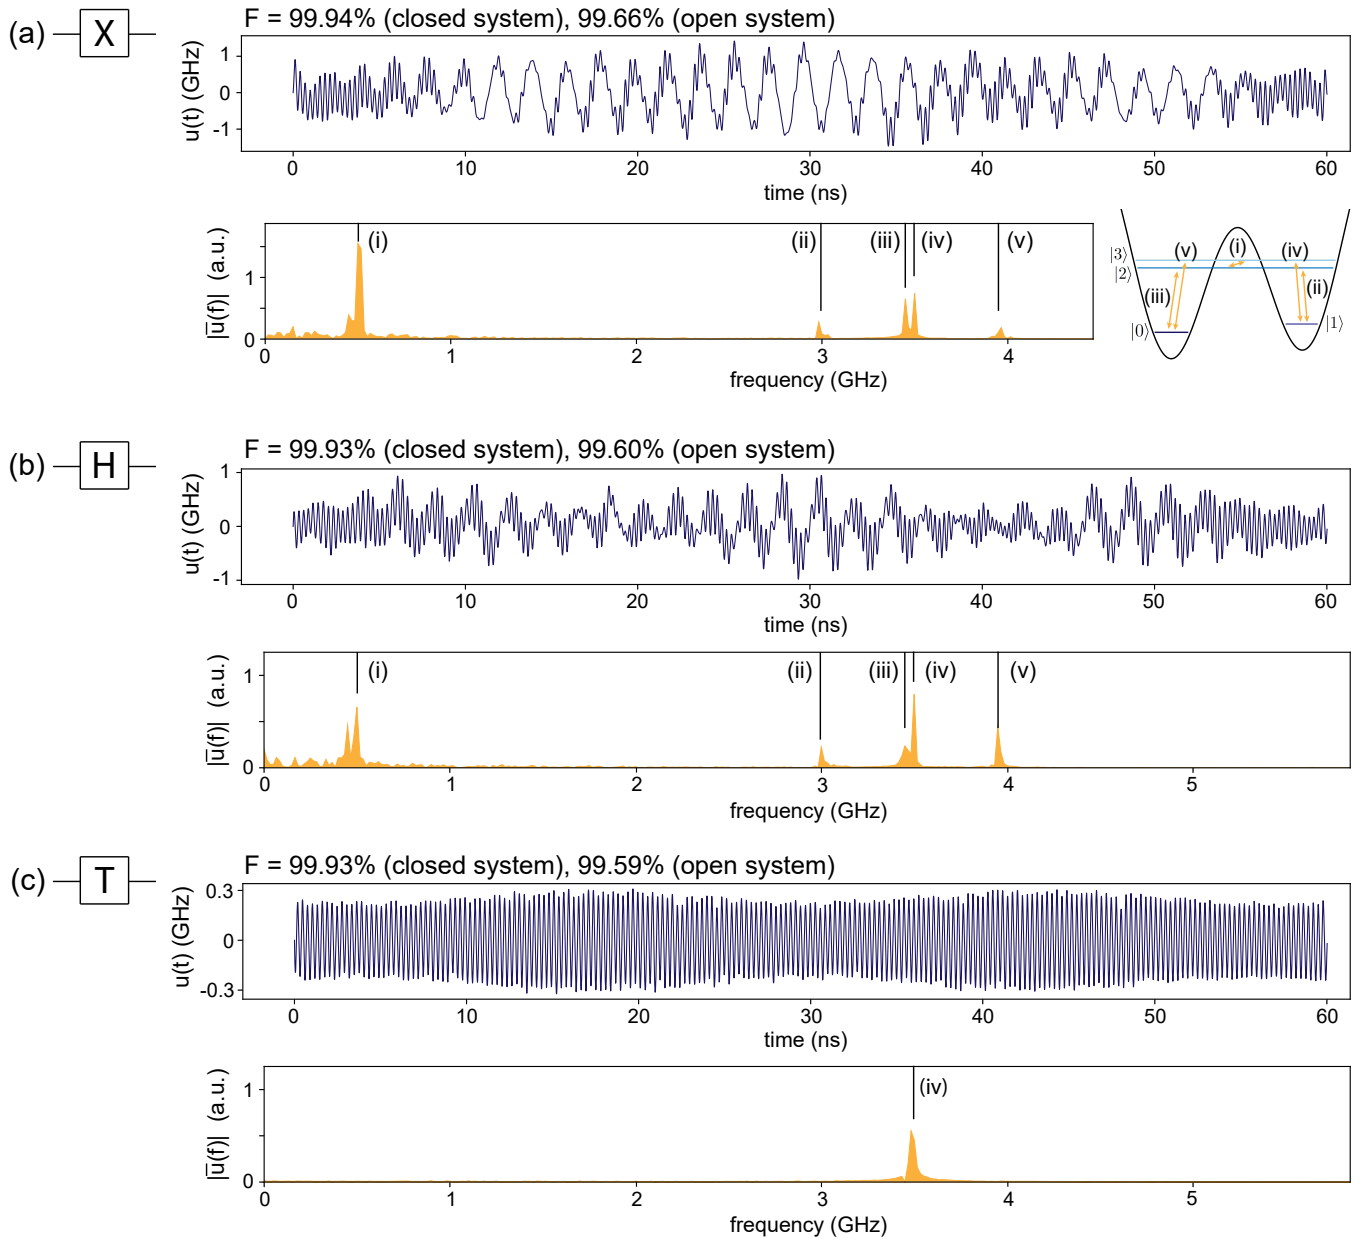 (a) X
F = 99.94% (closed system), 99.66% (open system)
u(t) (GHz)
1
0
-1
0 10 20 30 40 50 60
time (ns)
|u̅(f)| (a.u.)
1
0
(i) (ii) (iii) (iv) (v)
0 1 2 3 4
frequency (GHz)
|3⟩ (v) (i) (iv)
|2⟩
(iii) (ii)
|0⟩ |1⟩
(b) H
F = 99.93% (closed system), 99.60% (open system)
u(t) (GHz)
1
0
-1
0 10 20 30 40 50 60
time (ns)
|u̅(f)| (a.u.)
1
0
(i) (ii) (iii) (iv) (v)
0 1 2 3 4 5
frequency (GHz)
(c) T
F = 99.93% (closed system), 99.59% (open system)
u(t) (GHz)
0.3
0
-0.3
0 10 20 30 40 50 60
time (ns)
|u̅(f)| (a.u.)
1
0
(iv)
0 1 2 3 4 5
frequency (GHz)